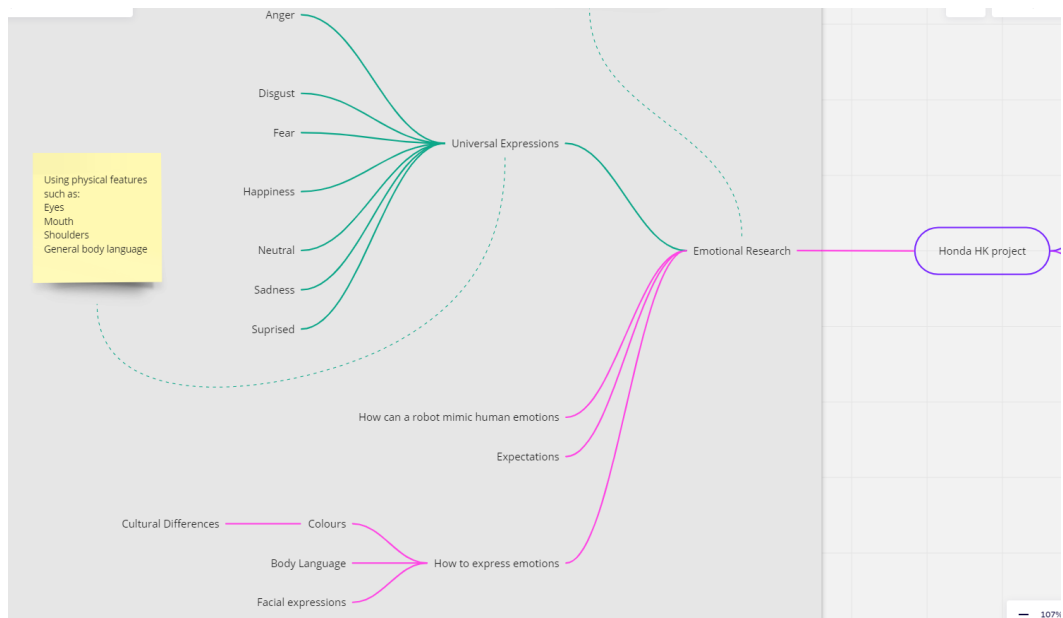 Anger
Disgust
Fear
Happiness
Neutral
Sadness
Suprised
Universal Expressions
Using physical features
such as:
Eyes
Mouth
Shoulders
General body language
Emotional Research
Honda HK project
How can a robot mimic human emotions
Expectations
Cultural Differences
Colours
Body Language
Facial expressions
How to express emotions
107%